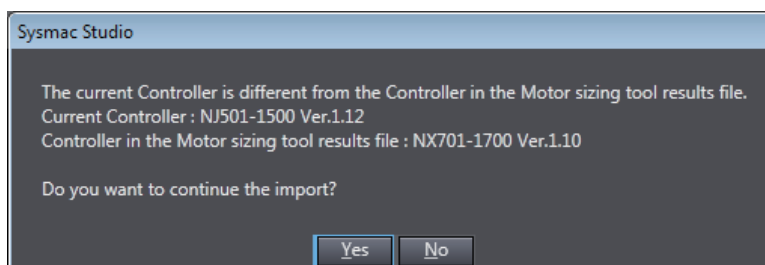 Sysmac Studio
The current Controller is different from the Controller in the Motor sizing tool results file.
Current Controller : NJ501-1500 Ver.1.12
Controller in the Motor sizing tool results file : NX701-1700 Ver.1.10
Do you want to continue the import?
Yes No